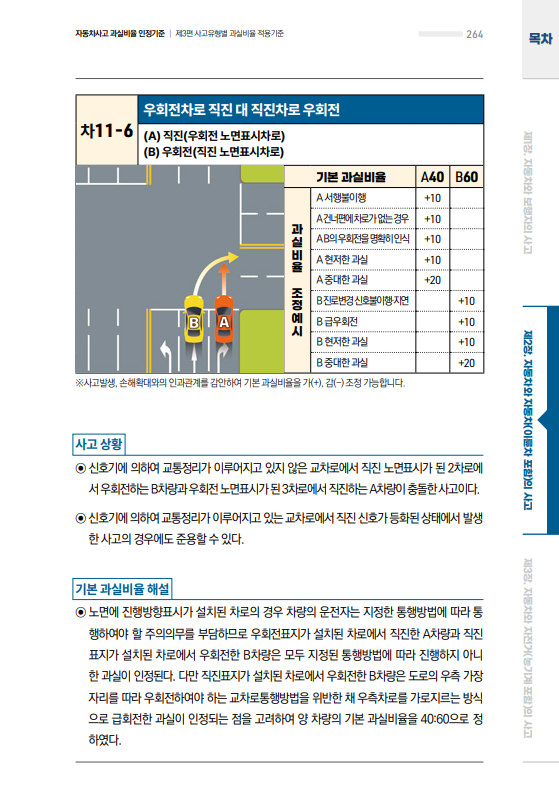 자동차사고 과실비율 인정기준 | 제3편 사고유형별 과실비율 적용기준
264
목차
차11-6
우회전차로 직진 대 직진차로 우회전
(A) 직진(우회전 노면표시차로)
(B) 우회전(직진 노면표시차로)
기본 과실비율 A40 B60
과실비율 조정예시
A 서행불이행 +10
A 건너편에 차로가 없는 경우 +10
A B의 우회전을 명확히 인식 +10
A 현저한 과실 +10
A 중대한 과실 +20
B 진로변경 신호불이행·지연 +10
B 급우회전 +10
B 현저한 과실 +10
B 중대한 과실 +20
B A
※사고발생, 손해확대와의 인과관계를 감안하여 기본 과실비율을 가(+), 감(-) 조정 가능합니다.
사고 상황
◉ 신호기에 의하여 교통정리가 이루어지고 있지 않은 교차로에서 직진 노면표시가 된 2차로에
서 우회전하는 B차량과 우회전 노면표시가 된 3차로에서 직진하는 A차량이 충돌한 사고이다.
◉ 신호기에 의하여 교통정리가 이루어지고 있는 교차로에서 직진 신호가 등화된 상태에서 발생
한 사고의 경우에도 준용할 수 있다.
기본 과실비율 해설
◉ 노면에 진행방향표시가 설치된 차로의 경우 차량의 운전자는 지정한 통행방법에 따라 통
행하여야 할 주의의무를 부담하므로 우회전표지가 설치된 차로에서 직진한 A차량과 직진
표지가 설치된 차로에서 우회전한 B차량은 모두 지정된 통행방법에 따라 진행하지 아니
한 과실이 인정된다. 다만 직진표지가 설치된 차로에서 우회전한 B차량은 도로의 우측 가장
자리를 따라 우회전하여야 하는 교차로통행방법을 위반한 채 우측차로를 가로지르는 방식
으로 급회전한 과실이 인정되는 점을 고려하여 양 차량의 기본 과실비율을 40:60으로 정
하였다.
제1장. 자동차와 보행자의 사고
제2장. 자동차와 자동차(이륜차 포함)의 사고
제3장. 자동차와 자전거(농기계 포함)의 사고